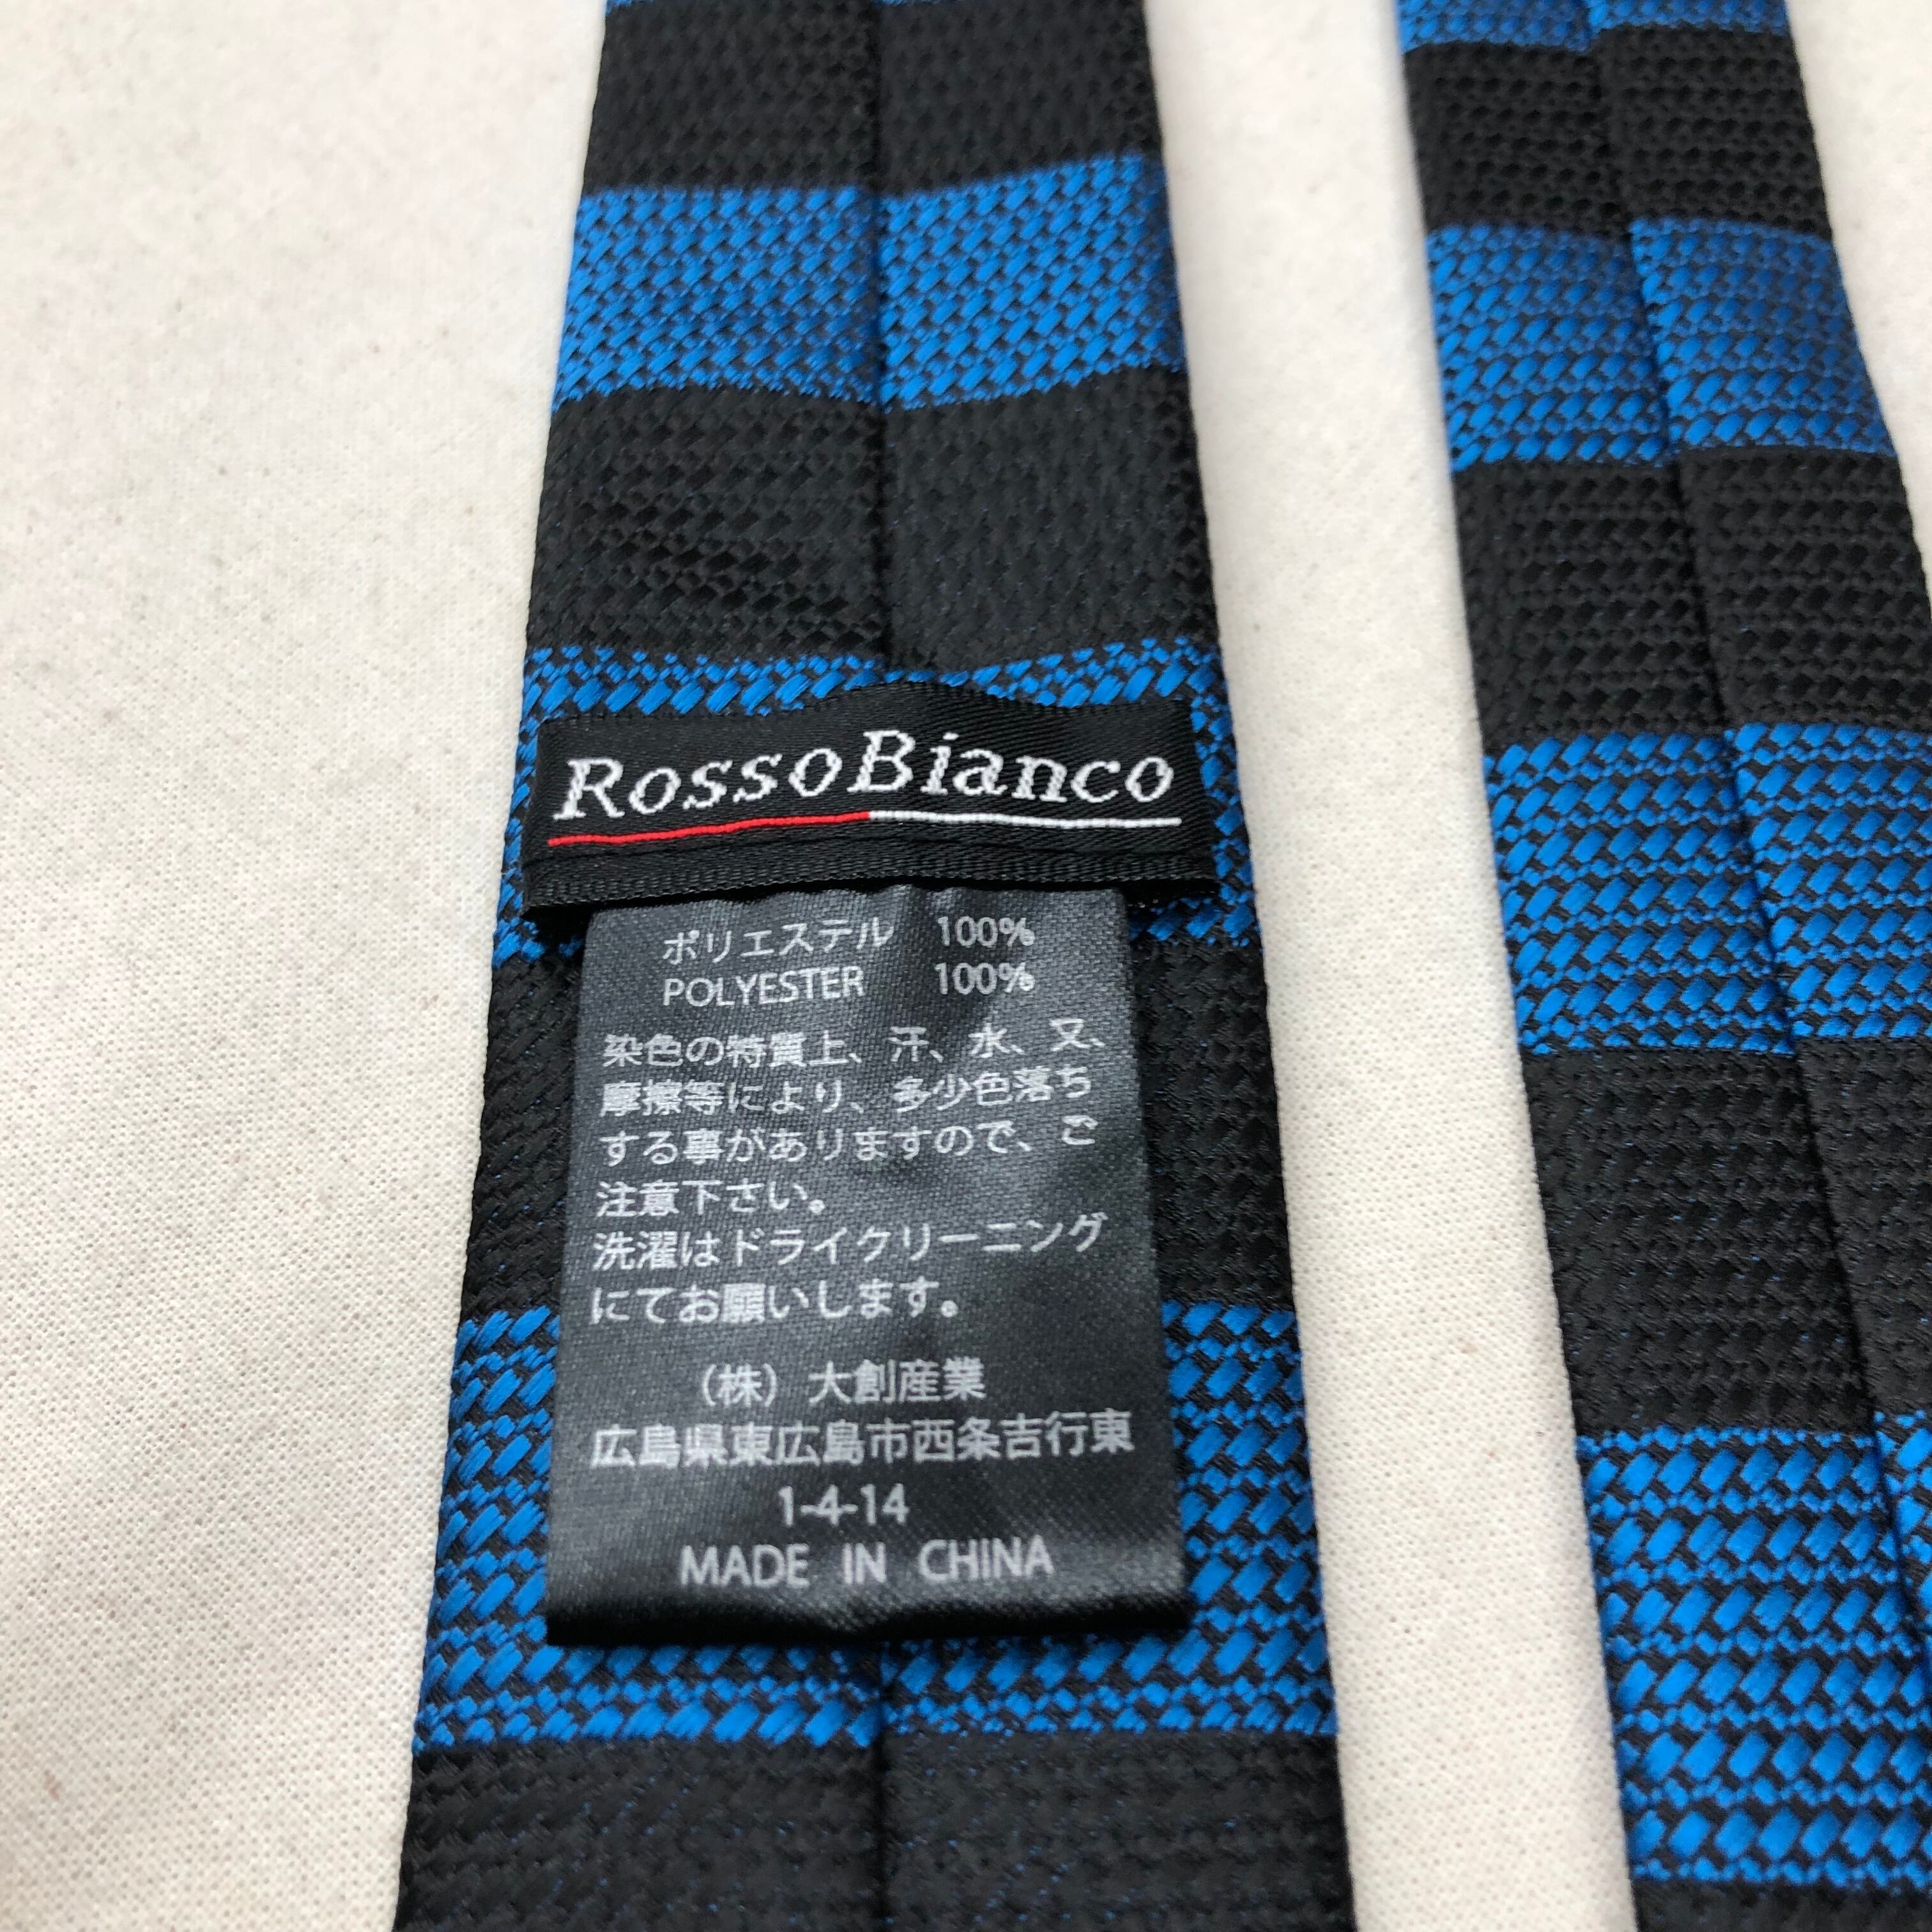 RossoBianco
ポリエステル 100%
POLYESTER 100%
染色の特質上、汗、水、又、
摩擦等により、多少色落ち
する事がありますので、ご
注意下さい。
洗濯はドライクリーニング
にてお願いします。
（株） 大創産業
広島県東広島市西条吉行東
1-4-14
MADE IN CHINA